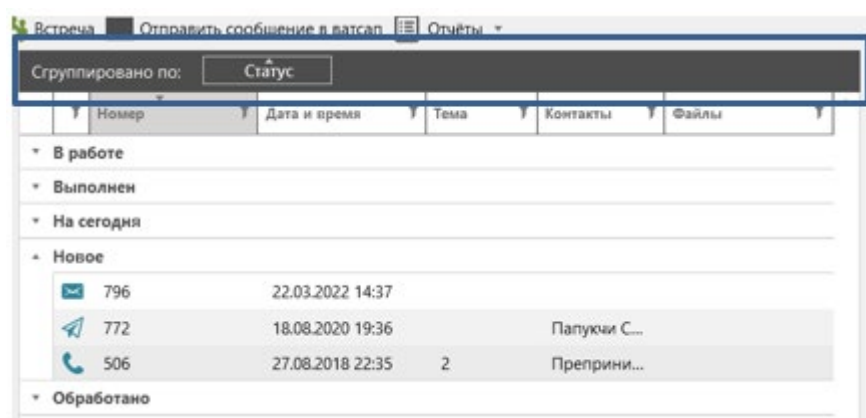 Встреча Отправить сообщение в ватсап Отчёты
Сгруппировано по: Статус
Номер Дата и время Тема Контакты Файлы
В работе
Выполнен
На сегодня
Новое
796 22.03.2022 14:37
772 18.08.2020 19:36 Папукчи С...
506 27.08.2018 22:35 2 Преприни...
Обработано